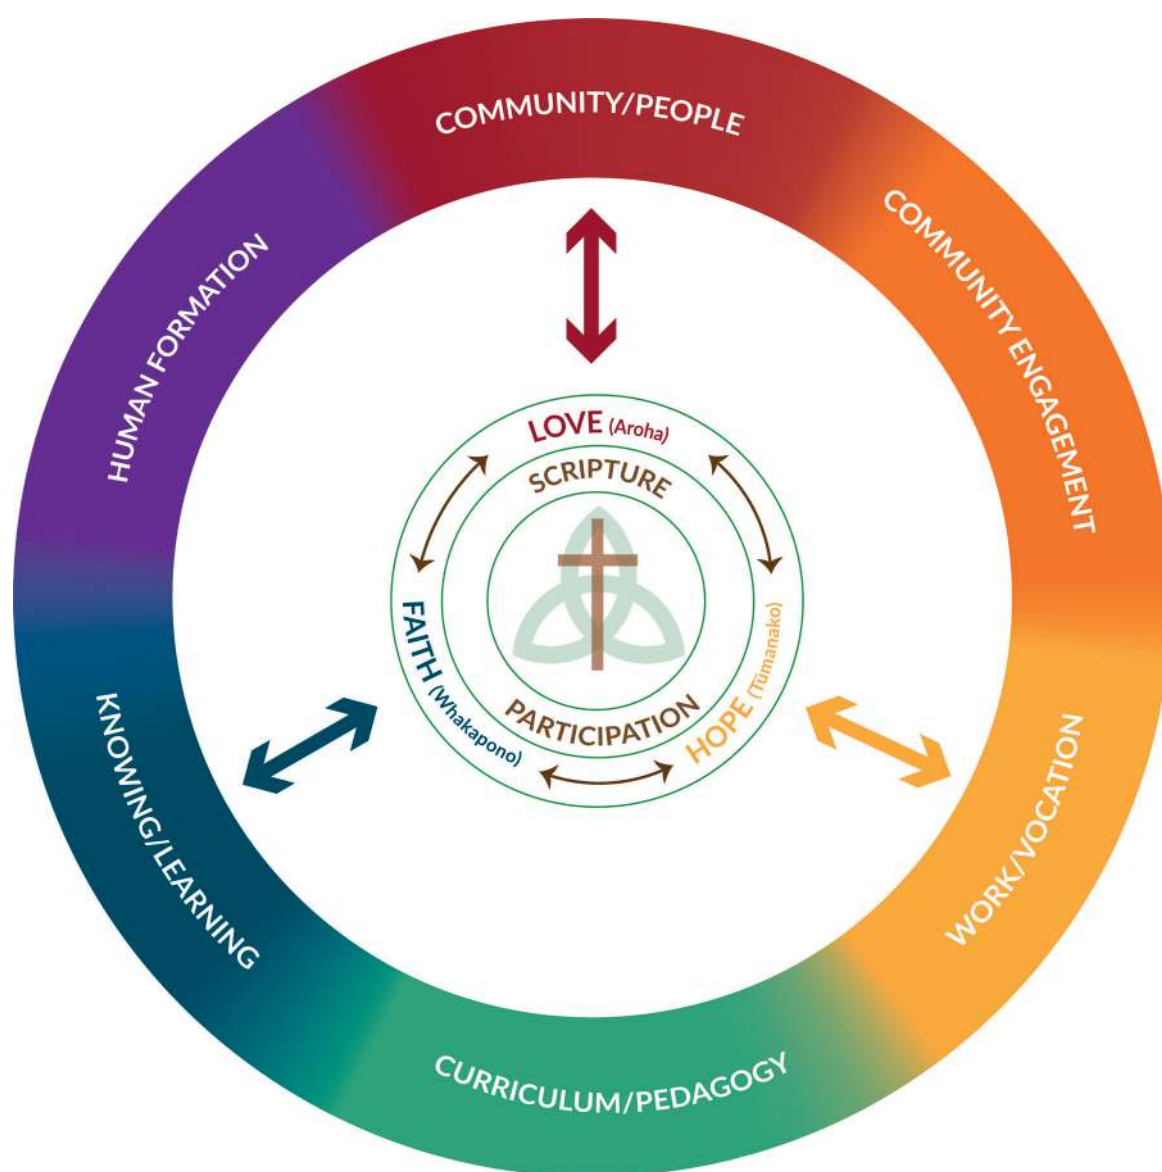 COMMUNITY/PEOPLE
COMMUNITY ENGAGEMENT
WORK/VOCATION
CURRICULUM/PEDAGOGY
KNOWING/LEARNING
HUMAN FORMATION
LOVE (Aroha)
HOPE (Tūmanako)
FAITH (Whakapono)
SCRIPTURE
PARTICIPATION